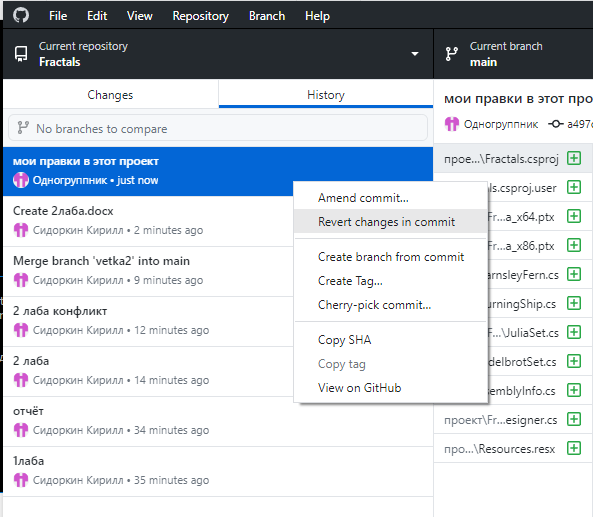 File Edit View Repository Branch Help
Current repository
Fractals
Current branch
main
Changes
History
No branches to compare
мои правки в этот проект
Одногруппник • just now
Create 2лаба.docx
Сидоркин Кирилл • 2 minutes ago
Merge branch 'vetka2' into main
Сидоркин Кирилл • 9 minutes ago
2 лаба конфликт
Сидоркин Кирилл • 12 minutes ago
2 лаба
Сидоркин Кирилл • 14 minutes ago
отчёт
Сидоркин Кирилл • 34 minutes ago
1лаба
Сидоркин Кирилл • 35 minutes ago
Amend commit...
Revert changes in commit
Create branch from commit
Create Tag...
Cherry-pick commit...
Copy SHA
Copy tag
View on GitHub
мои правки в этот про
Одногруппник a497
прое...\Fractals.csproj
ls.csproj.user
Fr...a_x64.ptx
Fr...a_x86.ptx
arnsleyFern.cs
urningShip.cs
\JuliaSet.cs
delbrotSet.cs
semblyInfo.cs
проект\Fr...esigner.cs
про...\Resources.resx